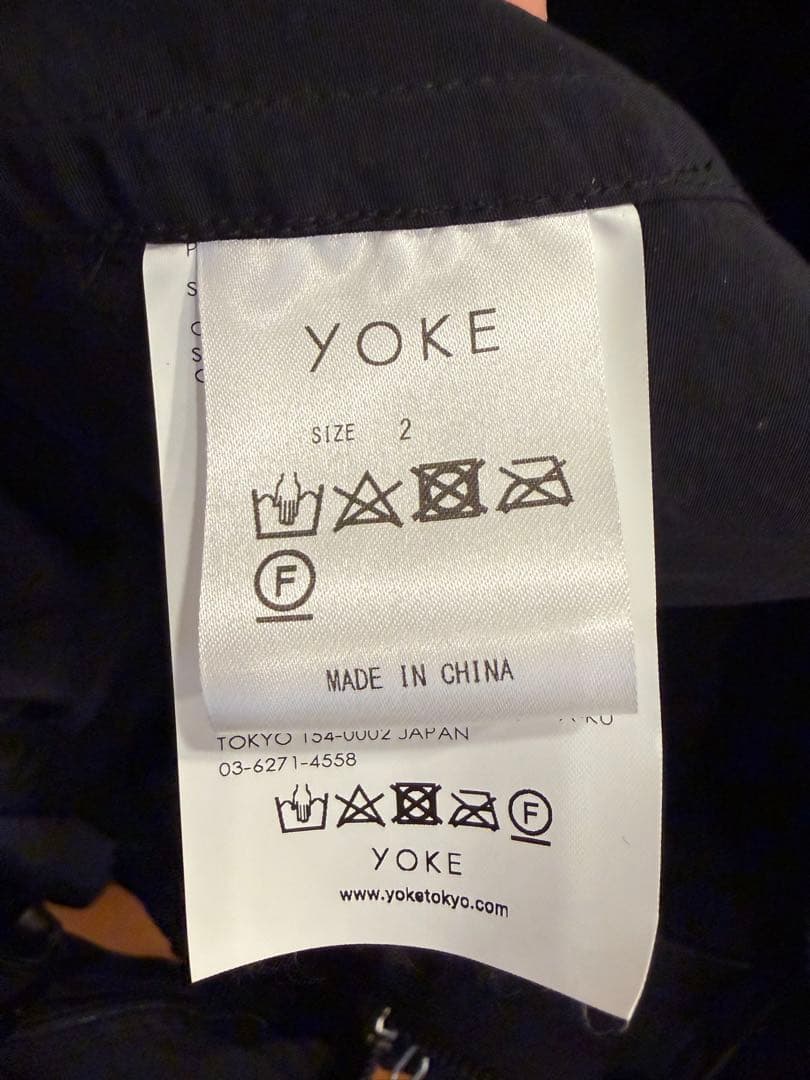 YOKE
SIZE 2
F
MADE IN CHINA
TOKYO 154-0002 JAPAN
03-6271-4558
F
YOKE
www.yoketokyo.com